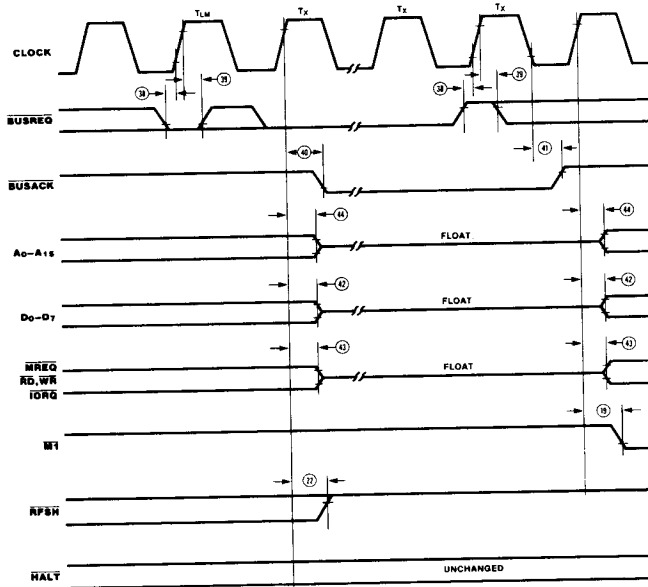 TLM TX TX TX
CLOCK
38 39 38 39
BUSREQ
40 41
BUSACK
44 44
A0–A15 FLOAT
42 42
D0–D7 FLOAT
43 43
MREQ
RD, WR FLOAT
IORQ
19
M1
22
RFSH
HALT UNCHANGED